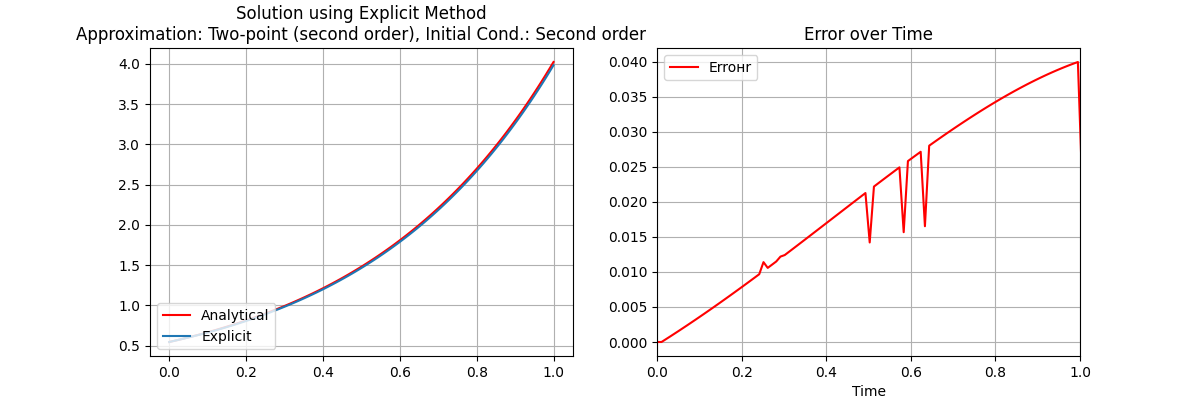 Solution using Explicit Method
Approximation: Two-point (second order), Initial Cond.: Second order
4.0
3.5
3.0
2.5
2.0
1.5
1.0
0.5
Analytical
Explicit
0.0 0.2 0.4 0.6 0.8 1.0
Error over Time
0.040
0.035
0.030
0.025
0.020
0.015
0.010
0.005
0.000
Erroнr
0.0 0.2 0.4 0.6 0.8 1.0
Time